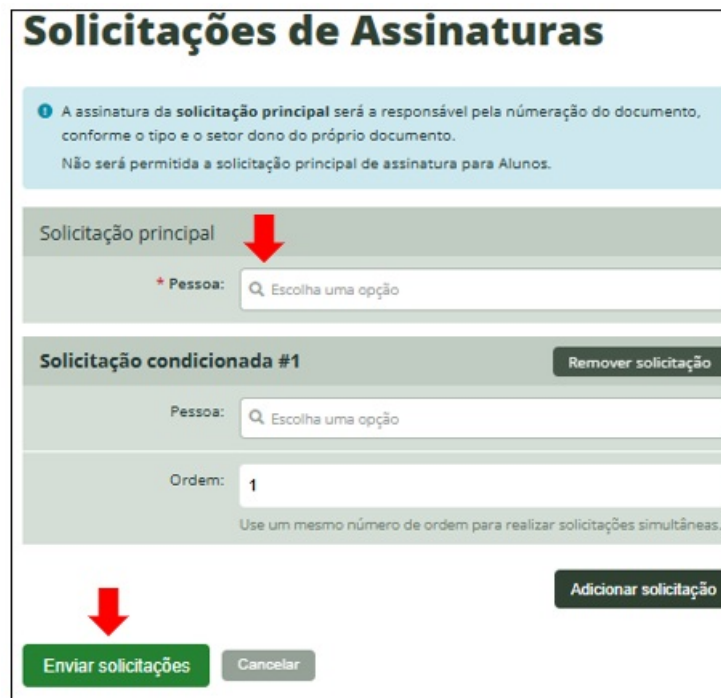 Solicitações de Assinaturas
A assinatura da solicitação principal será a responsável pela númeração do documento,
conforme o tipo e o setor dono do próprio documento.
Não será permitida a solicitação principal de assinatura para Alunos.
Solicitação principal
* Pessoa:
Escolha uma opção
Solicitação condicionada #1
Remover solicitação
Pessoa:
Escolha uma opção
Ordem:
1
Use um mesmo número de ordem para realizar solicitações simultâneas.
Adicionar solicitação
Enviar solicitações
Cancelar